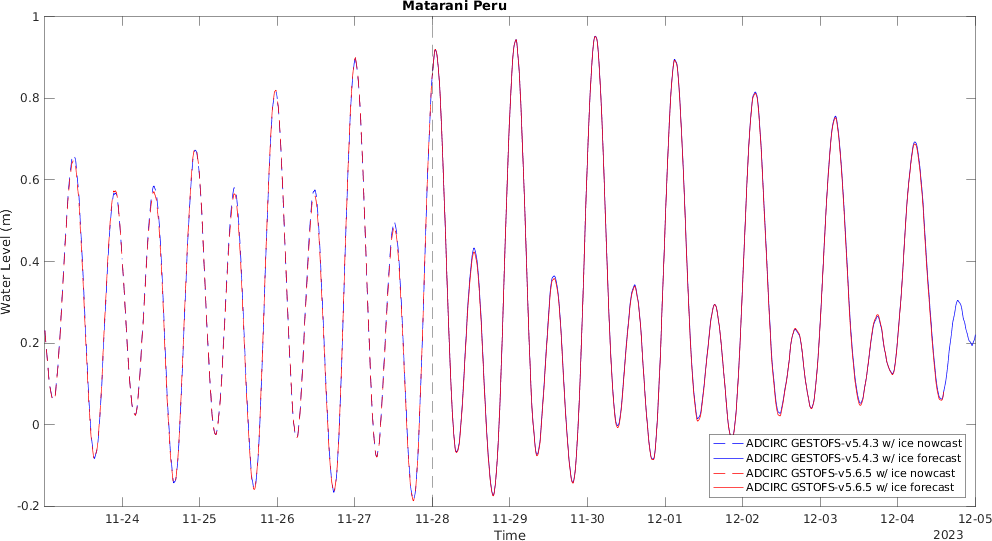 Matarani Peru
1
0.8
0.6
0.4
0.2
0
-0.2
Water Level (m)
ADCIRC GESTOFS-v5.4.3 w/ ice nowcast
ADCIRC GESTOFS-v5.4.3 w/ ice forecast
ADCIRC GSTOFS-v5.6.5 w/ ice nowcast
ADCIRC GSTOFS-v5.6.5 w/ ice forecast
11-24 11-25 11-26 11-27 11-28 11-29 11-30 12-01 12-02 12-03 12-04 12-05
Time
2023